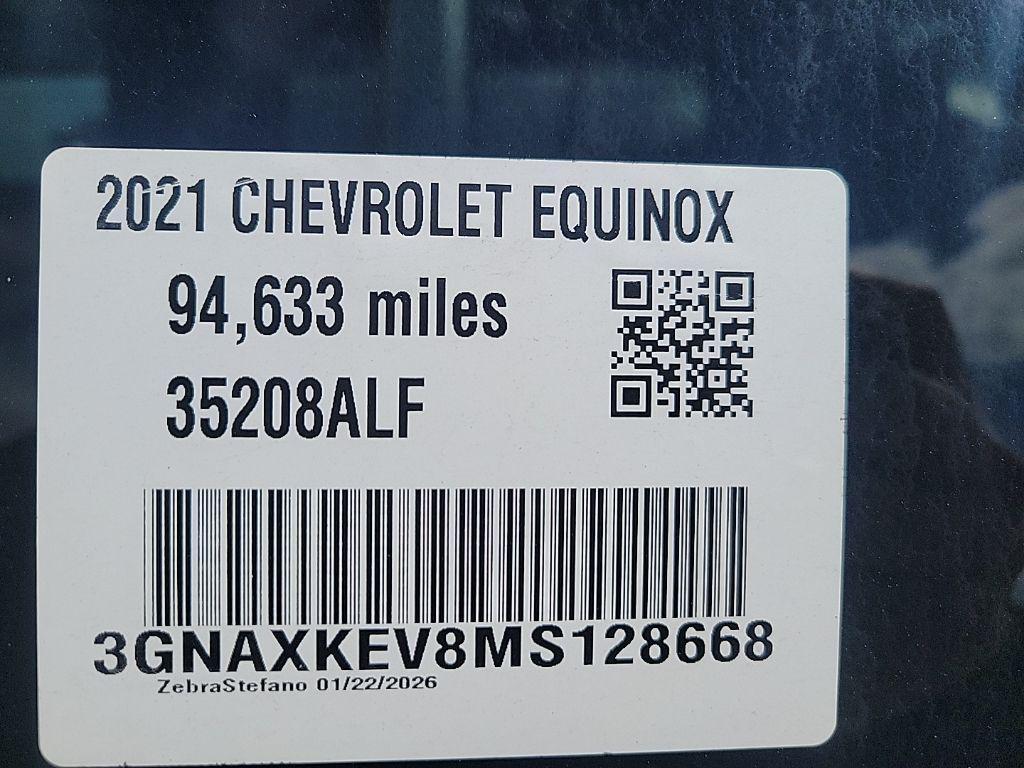 2021 CHEVROLET EQUINOX
94,633 miles
35208ALF
3GNAXKEV8MS128668
ZebraStefano 01/22/2026